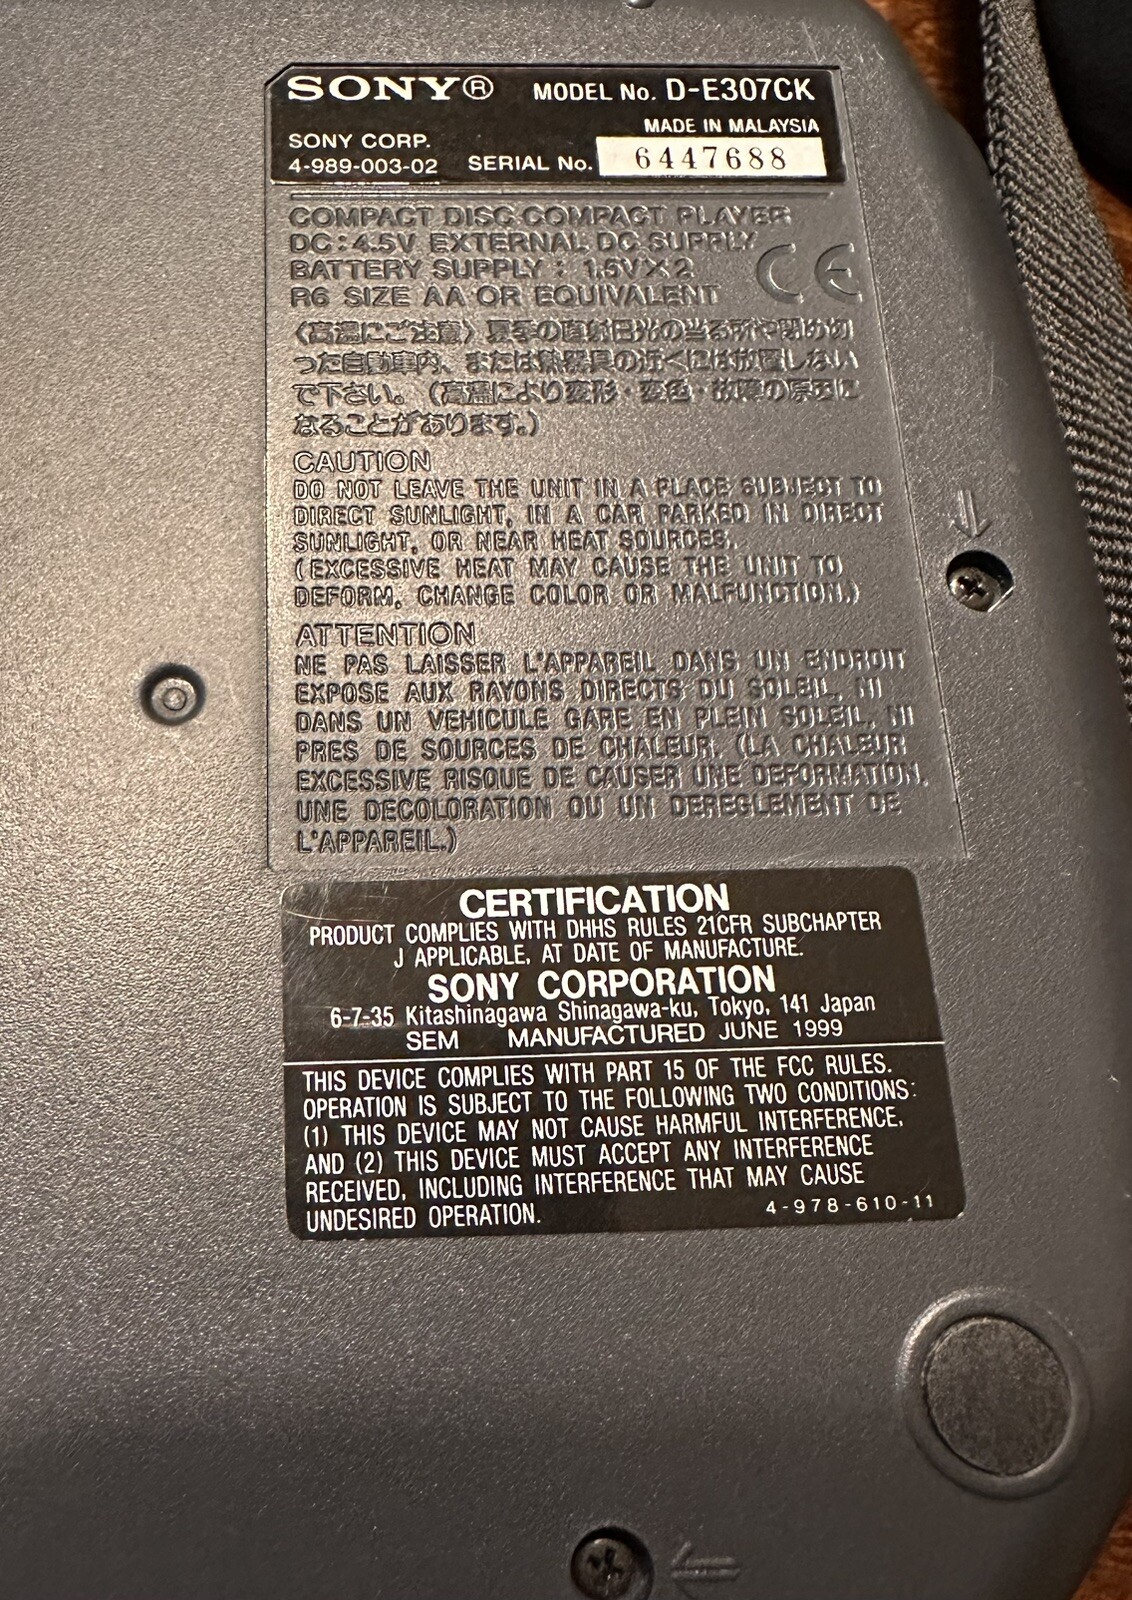 SONY® MODEL No. D-E307CK
MADE IN MALAYSIA
SONY CORP.
4-989-003-02 SERIAL No. 6447688
COMPACT DISC COMPACT PLAYER
DC : 4.5V EXTERNAL DC SUPPLY
BATTERY SUPPLY : 1.5V×2 CE
R6 SIZE AA OR EQUIVALENT
〈高温にご注意〉夏季の直射日光の当る所や閉め切
った自動車内、または熱器具の近くには放置しない
で下さい。（高温により変形・変色・故障の原因に
なることがあります。）
CAUTION
DO NOT LEAVE THE UNIT IN A PLACE SUBJECT TO
DIRECT SUNLIGHT, IN A CAR PARKED IN DIRECT
SUNLIGHT, OR NEAR HEAT SOURCES.
(EXCESSIVE HEAT MAY CAUSE THE UNIT TO
DEFORM, CHANGE COLOR OR MALFUNCTION.)
ATTENTION
NE PAS LAISSER L'APPAREIL DANS UN ENDROIT
EXPOSE AUX RAYONS DIRECTS DU SOLEIL, NI
DANS UN VEHICULE GARE EN PLEIN SOLEIL, NI
PRES DE SOURCES DE CHALEUR. (LA CHALEUR
EXCESSIVE RISQUE DE CAUSER UNE DEFORMATION,
UNE DECOLORATION OU UN DEREGLEMENT DE
L'APPAREIL.)
CERTIFICATION
PRODUCT COMPLIES WITH DHHS RULES 21CFR SUBCHAPTER
J APPLICABLE, AT DATE OF MANUFACTURE.
SONY CORPORATION
6-7-35 Kitashinagawa Shinagawa-ku, Tokyo, 141 Japan
SEM MANUFACTURED JUNE 1999
THIS DEVICE COMPLIES WITH PART 15 OF THE FCC RULES.
OPERATION IS SUBJECT TO THE FOLLOWING TWO CONDITIONS:
(1) THIS DEVICE MAY NOT CAUSE HARMFUL INTERFERENCE,
AND (2) THIS DEVICE MUST ACCEPT ANY INTERFERENCE
RECEIVED, INCLUDING INTERFERENCE THAT MAY CAUSE
UNDESIRED OPERATION. 4-978-610-11